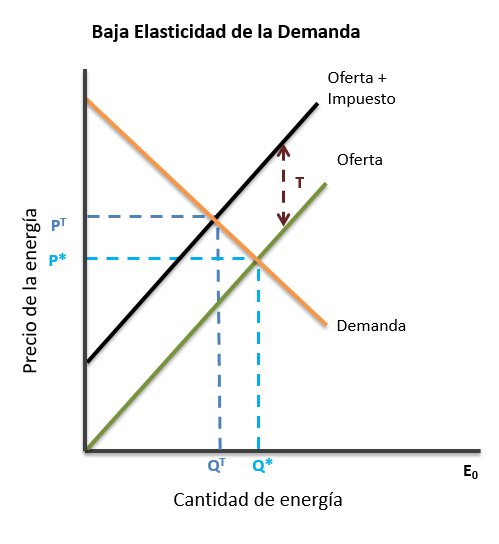 Baja Elasticidad de la Demanda
Oferta +
Impuesto
Oferta
T
Pᵀ
P*
Precio de la energía
Demanda
Qᵀ
Q*
E₀
Cantidad de energía